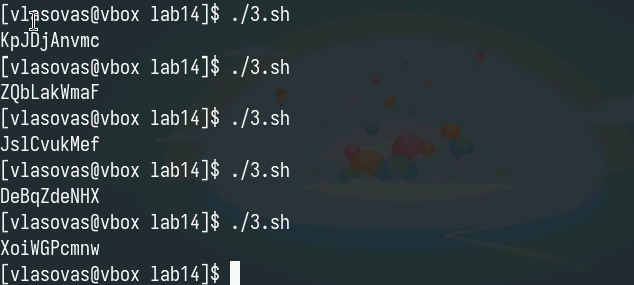 [vlasovas@vbox lab14]$ ./3.sh
KpJDjAnvmc
[vlasovas@vbox lab14]$ ./3.sh
ZQbLakWmaF
[vlasovas@vbox lab14]$ ./3.sh
JslCvukMef
[vlasovas@vbox lab14]$ ./3.sh
DeBqZdeNHX
[vlasovas@vbox lab14]$ ./3.sh
XoiWGPcmnw
[vlasovas@vbox lab14]$